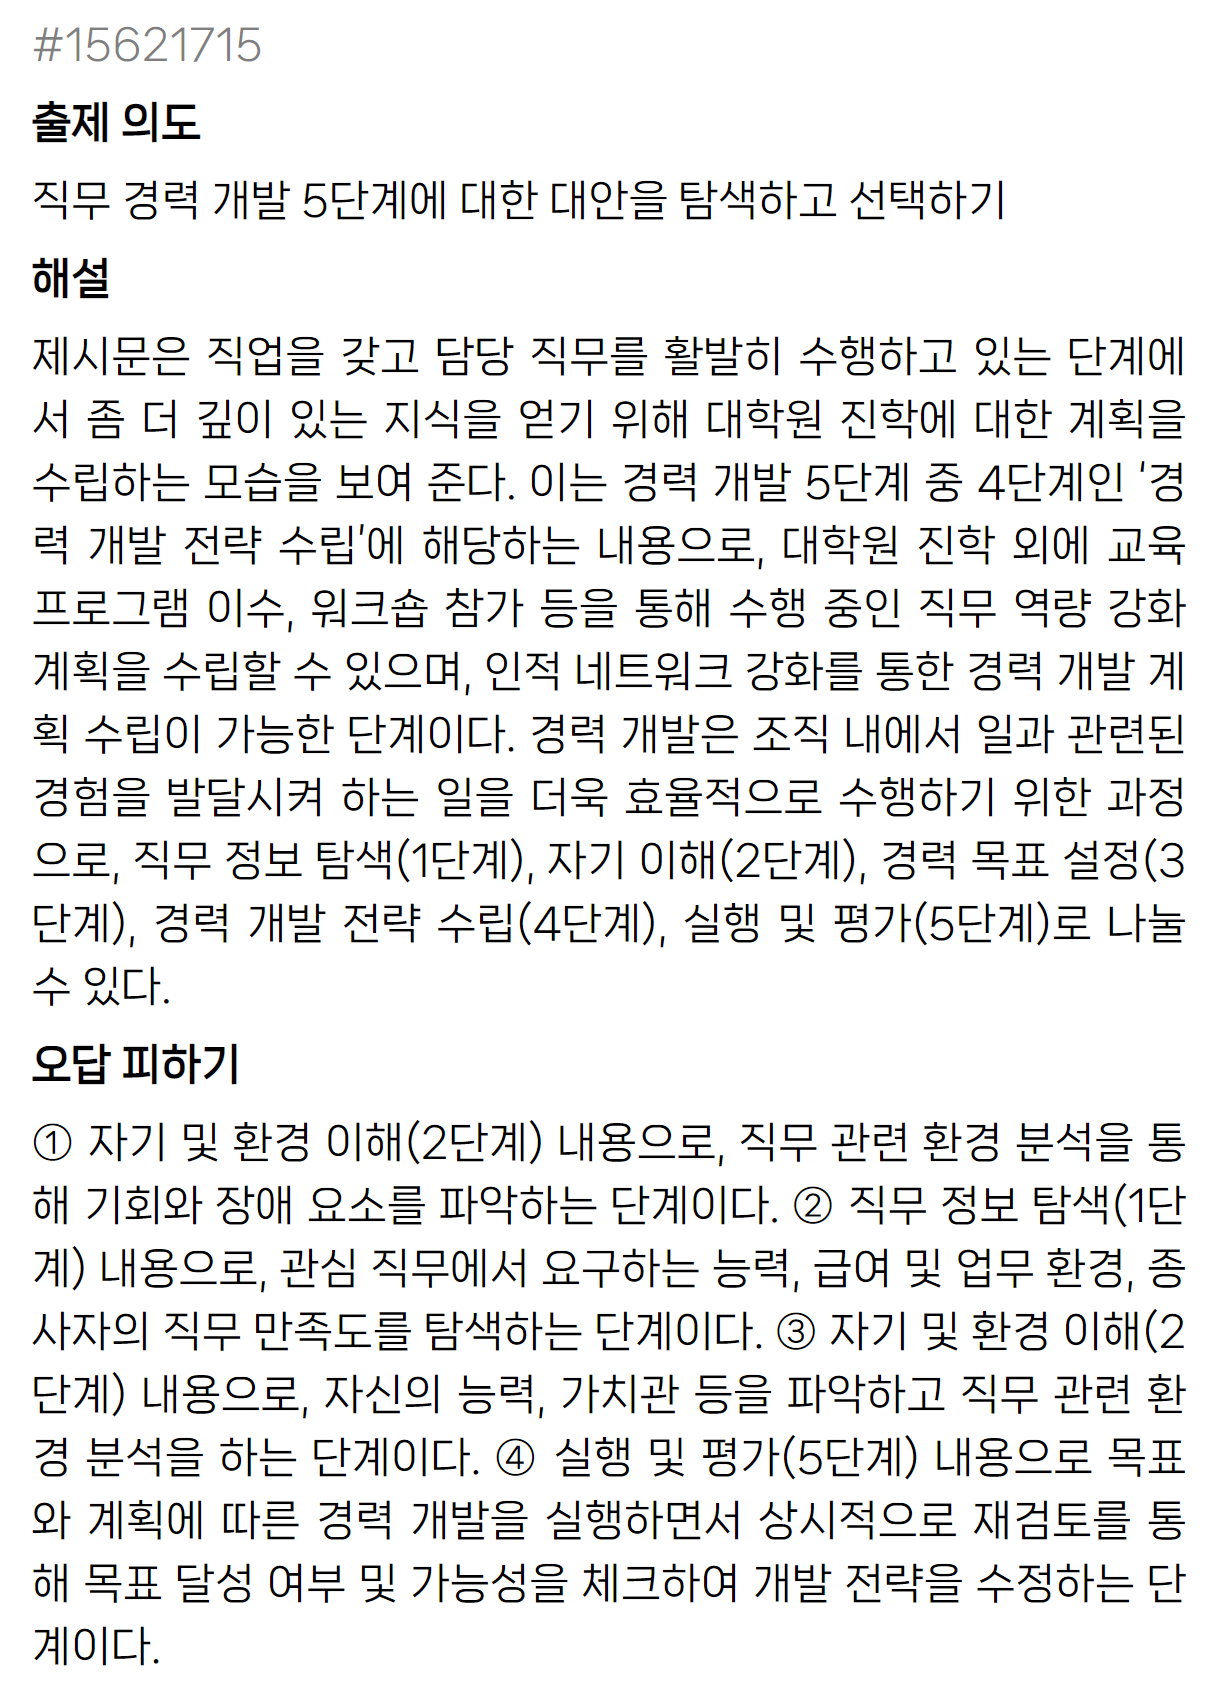 #15621715
출제 의도
직무 경력 개발 5단계에 대한 대안을 탐색하고 선택하기
해설
제시문은 직업을 갖고 담당 직무를 활발히 수행하고 있는 단계에
서 좀 더 깊이 있는 지식을 얻기 위해 대학원 진학에 대한 계획을
수립하는 모습을 보여 준다. 이는 경력 개발 5단계 중 4단계인 '경
력 개발 전략 수립'에 해당하는 내용으로, 대학원 진학 외에 교육
프로그램 이수, 워크숍 참가 등을 통해 수행 중인 직무 역량 강화
계획을 수립할 수 있으며, 인적 네트워크 강화를 통한 경력 개발 계
획 수립이 가능한 단계이다. 경력 개발은 조직 내에서 일과 관련된
경험을 발달시켜 하는 일을 더욱 효율적으로 수행하기 위한 과정
으로, 직무 정보 탐색(1단계), 자기 이해(2단계), 경력 목표 설정(3
단계), 경력 개발 전략 수립(4단계), 실행 및 평가(5단계)로 나눌
수 있다.
오답 피하기
① 자기 및 환경 이해(2단계) 내용으로, 직무 관련 환경 분석을 통
해 기회와 장애 요소를 파악하는 단계이다. ② 직무 정보 탐색(1단
계) 내용으로, 관심 직무에서 요구하는 능력, 급여 및 업무 환경, 종
사자의 직무 만족도를 탐색하는 단계이다. ③ 자기 및 환경 이해(2
단계) 내용으로, 자신의 능력, 가치관 등을 파악하고 직무 관련 환
경 분석을 하는 단계이다. ④ 실행 및 평가(5단계) 내용으로 목표
와 계획에 따른 경력 개발을 실행하면서 상시적으로 재검토를 통
해 목표 달성 여부 및 가능성을 체크하여 개발 전략을 수정하는 단
계이다.